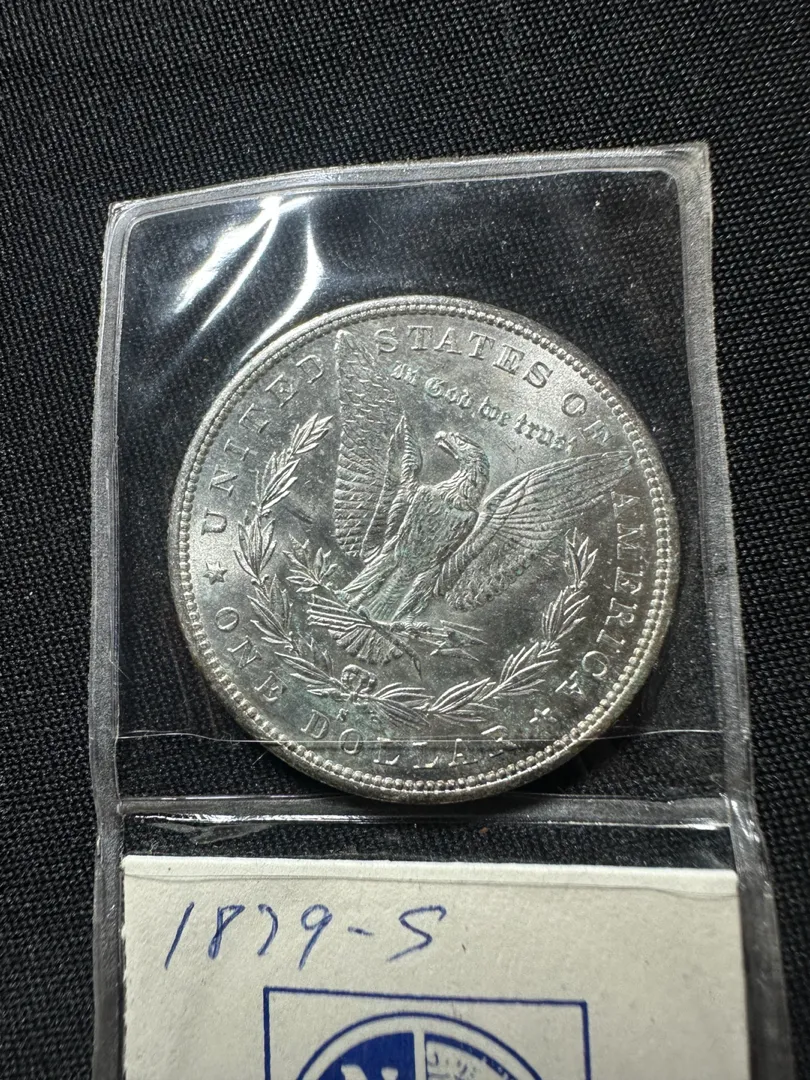 UNITED STATES OF AMERICA
In God we trust
S
★ ONE DOLLAR ★
1879-S